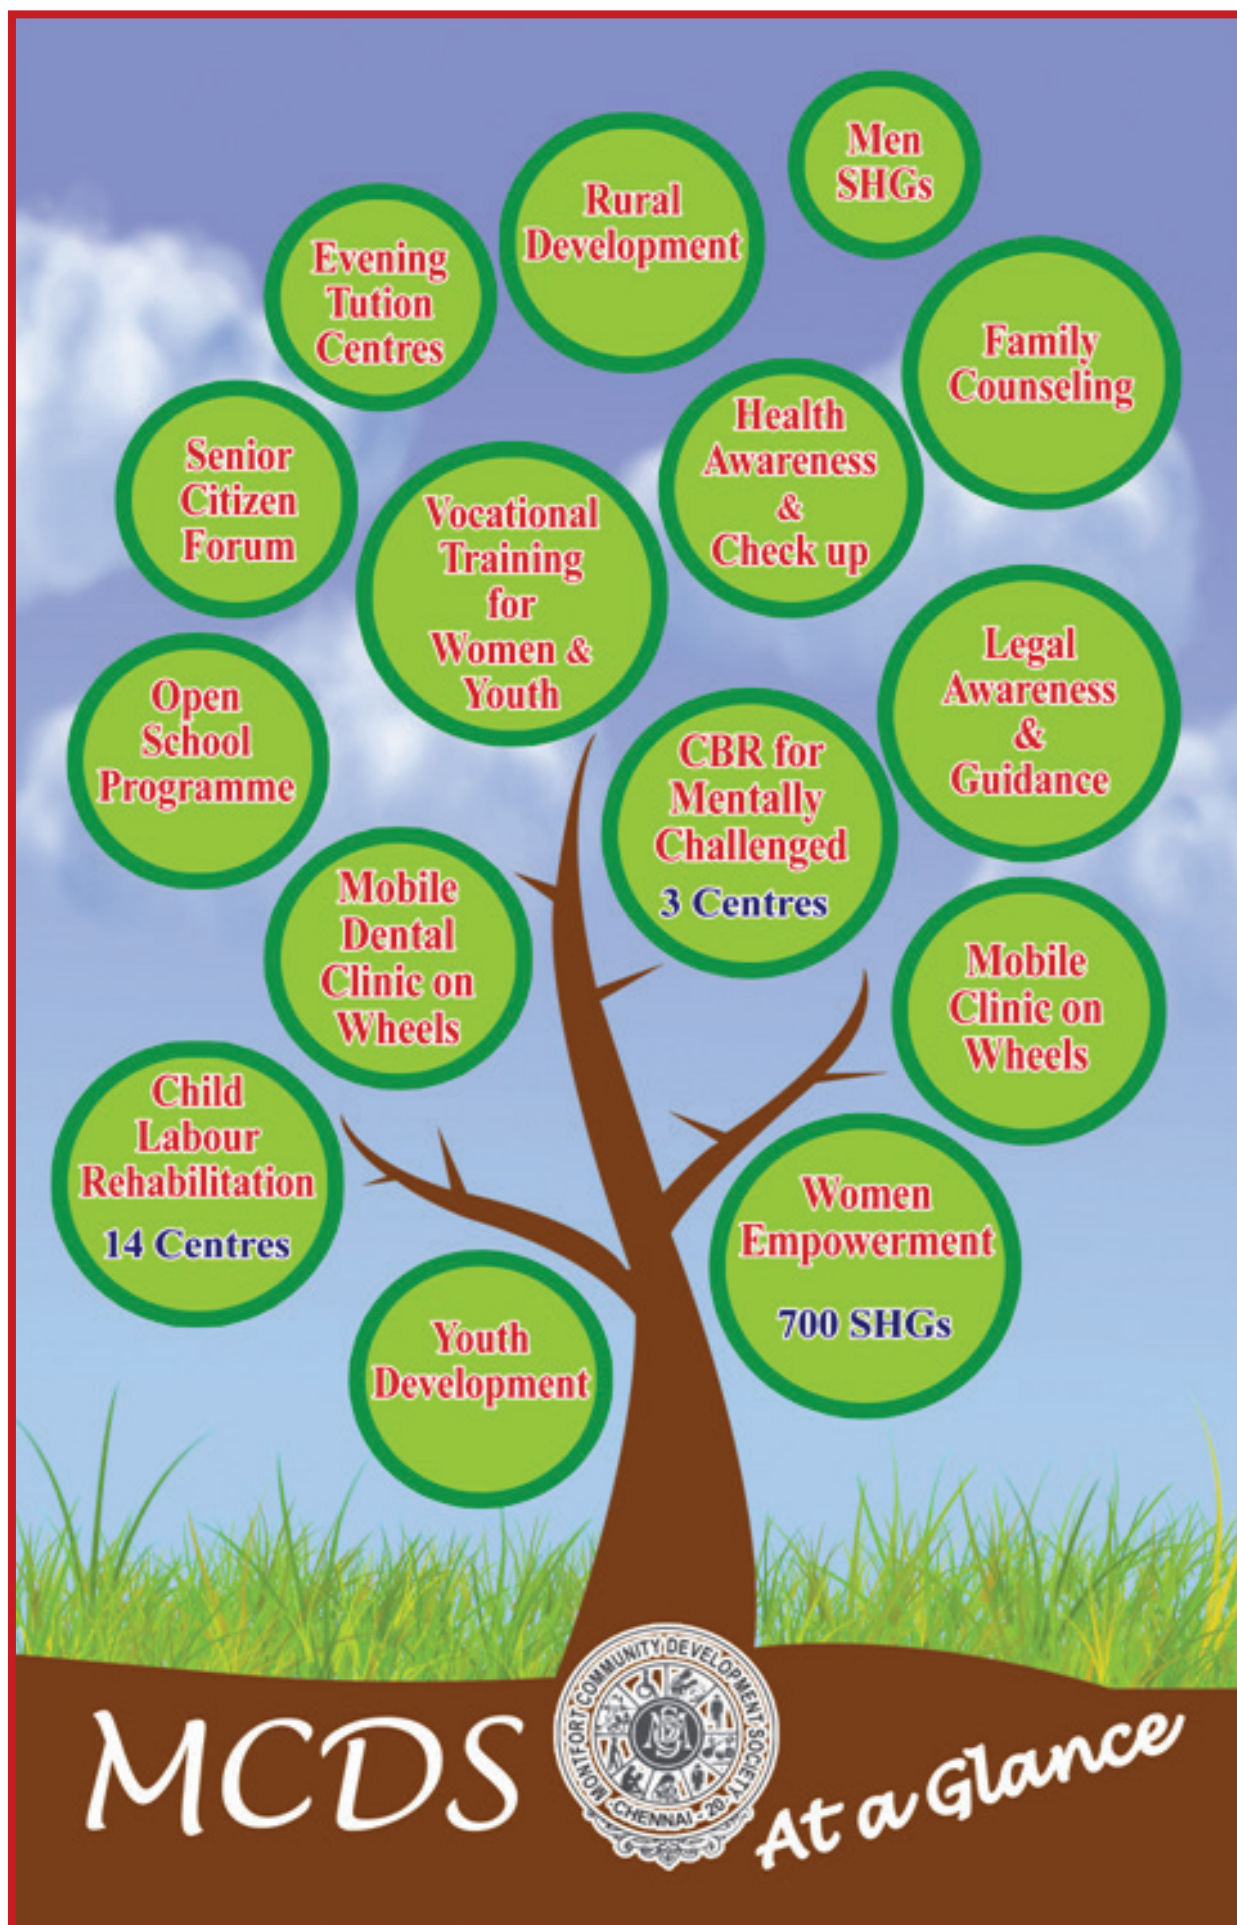 Men
SHGs
Rural
Development
Evening
Tution
Centres
Family
Counseling
Health
Awareness
&
Check up
Senior
Citizen
Forum
Vocational
Training
for
Women &
Youth
Legal
Awareness
&
Guidance
Open
School
Programme
CBR for
Mentally
Challenged
3 Centres
Mobile
Dental
Clinic on
Wheels
Mobile
Clinic on
Wheels
Child
Labour
Rehabilitation
14 Centres
Women
Empowerment
700 SHGs
Youth
Development
MCDS
MONTFORT COMMUNITY DEVELOPMENT SOCIETY
CHENNAI - 20
At a Glance